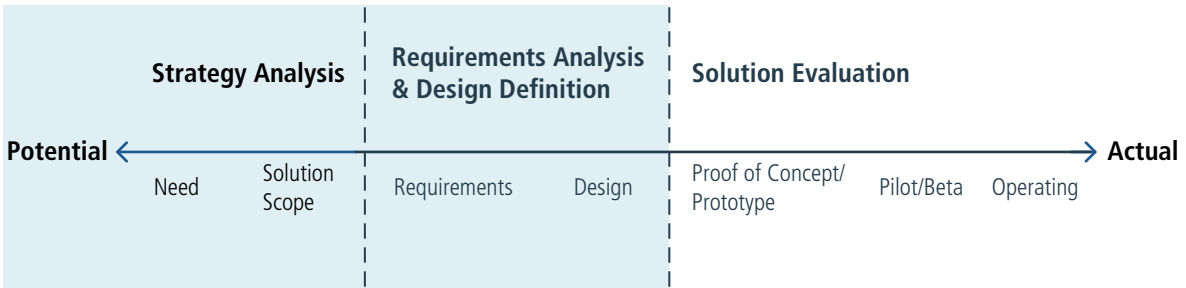 Strategy Analysis
Requirements Analysis
& Design Definition
Solution Evaluation
Potential
Actual
Need
Solution
Scope
Requirements
Design
Proof of Concept/
Prototype
Pilot/Beta
Operating